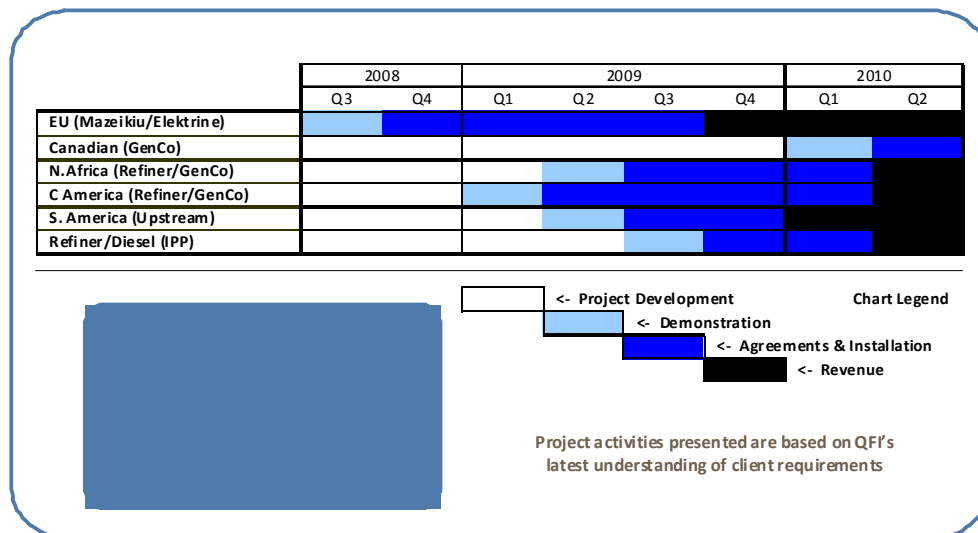 2008 2009 2010
Q3 Q4 Q1 Q2 Q3 Q4 Q1 Q2
EU (Mazeikiu/Elektrine)
Canadian (GenCo)
N.Africa (Refiner/GenCo)
C America (Refiner/GenCo)
S. America (Upstream)
Refiner/Diesel (IPP)
<- Project Development Chart Legend
<- Demonstration
<- Agreements & Installation
<- Revenue
Project activities presented are based on QFI's
latest understanding of client requirements